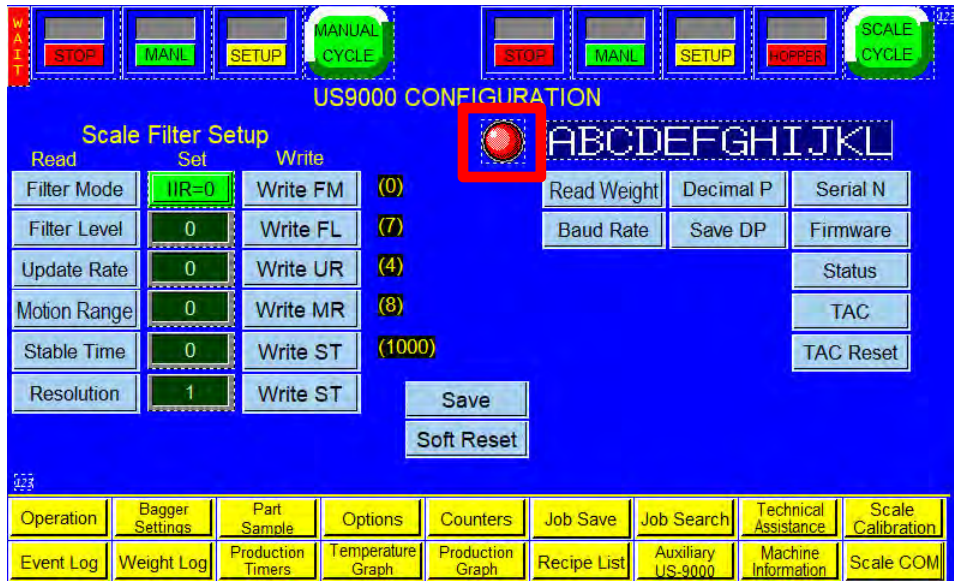 WAIT
STOP MANL SETUP MANUAL CYCLE STOP MANL SETUP HOPPER SCALE CYCLE 123
US9000 CONFIGURATION
Scale Filter Setup ABCDEFGHIJKL
Read Set Write
Filter Mode IIR=0 Write FM (0) Read Weight Decimal P Serial N
Filter Level 0 Write FL (7) Baud Rate Save DP Firmware
Update Rate 0 Write UR (4) Status
Motion Range 0 Write MR (8) TAC
Stable Time 0 Write ST (1000) TAC Reset
Resolution 1 Write ST Save
Soft Reset
123
Operation Bagger Settings Part Sample Options Counters Job Save Job Search Technical Assistance Scale Calibration
Event Log Weight Log Production Timers Temperature Graph Production Graph Recipe List Auxiliary US-9000 Machine Information Scale COM